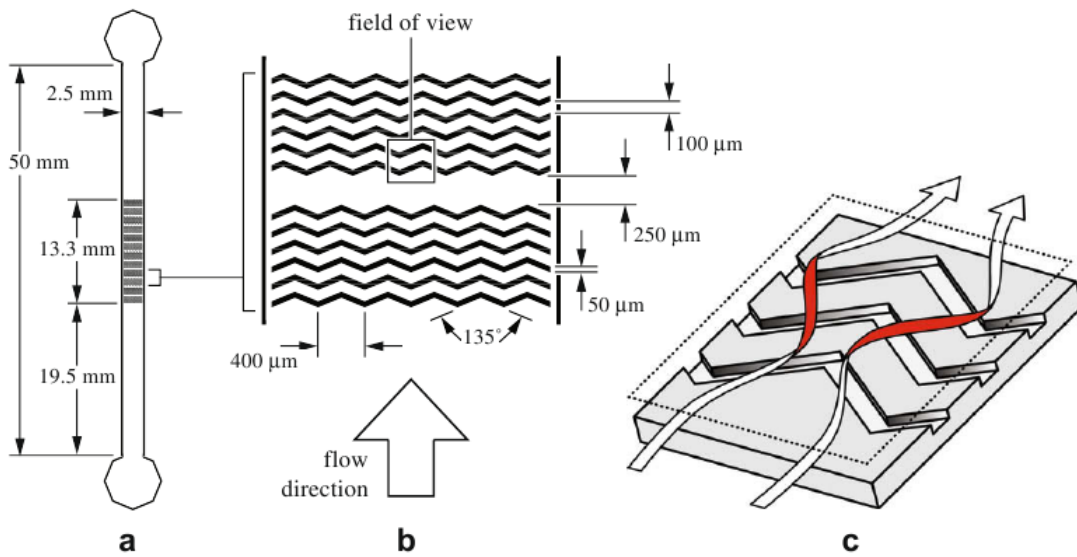 field of view
2.5 mm
50 mm
13.3 mm
19.5 mm
100 µm
250 µm
50 µm
400 µm
135°
flow
direction
a
b
c